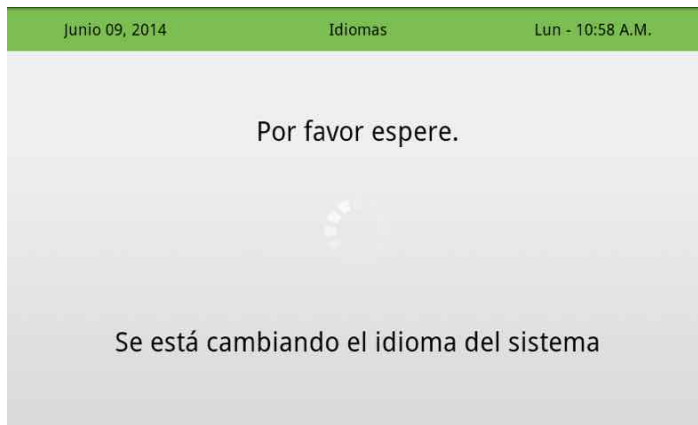 Junio 09, 2014 Idiomas Lun - 10:58 A.M.
Por favor espere.
Se está cambiando el idioma del sistema